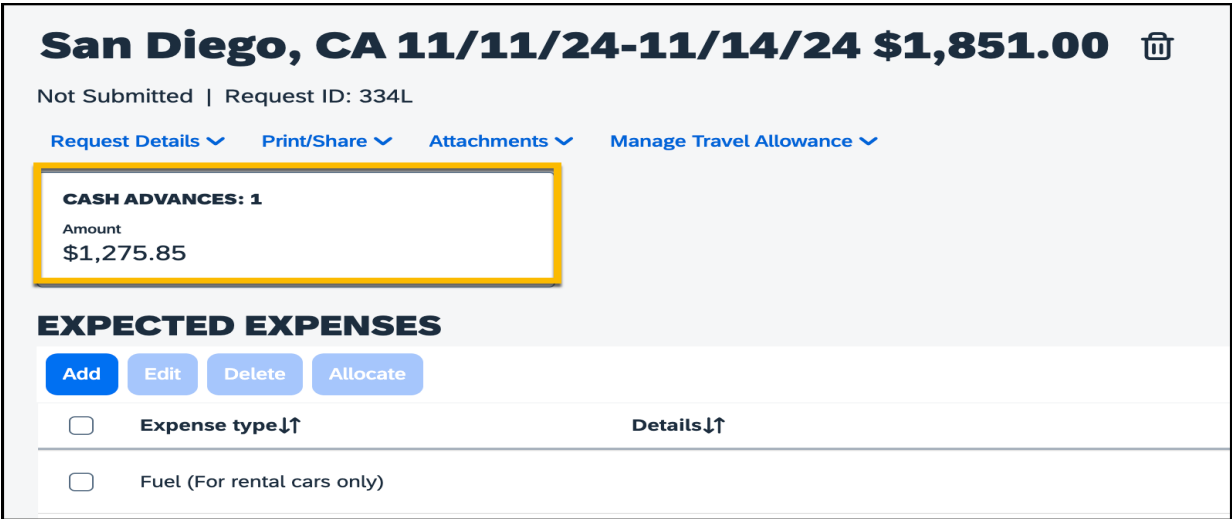 San Diego, CA 11/11/24-11/14/24 $1,851.00
Not Submitted | Request ID: 334L
Request Details Print/Share Attachments Manage Travel Allowance
CASH ADVANCES: 1
Amount
$1,275.85
EXPECTED EXPENSES
Add Edit Delete Allocate
Expense type Details
Fuel (For rental cars only)